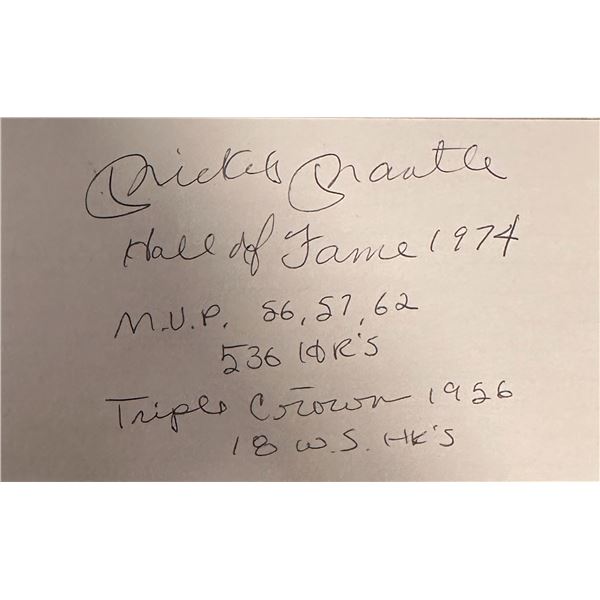 Mickey Mantle
Hall of Fame 1974
M.V.P. 56, 57, 62
536 HR'S
Triple Crown 1956
18 W.S. HR'S